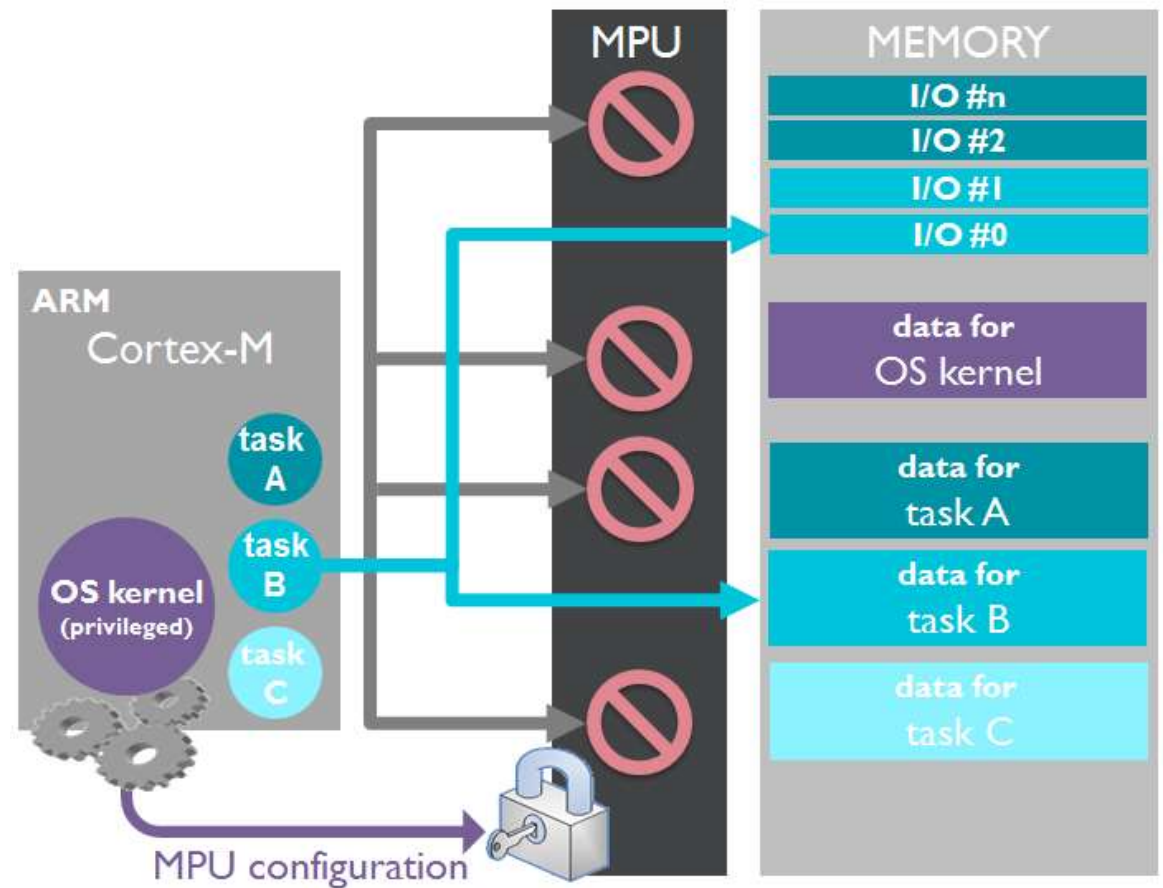 MPU
MEMORY
I/O #n
I/O #2
I/O #1
I/O #0
ARM
Cortex-M
data for
OS kernel
task
A
data for
task A
task
B
OS kernel
(privileged)
data for
task B
task
C
data for
task C
MPU configuration